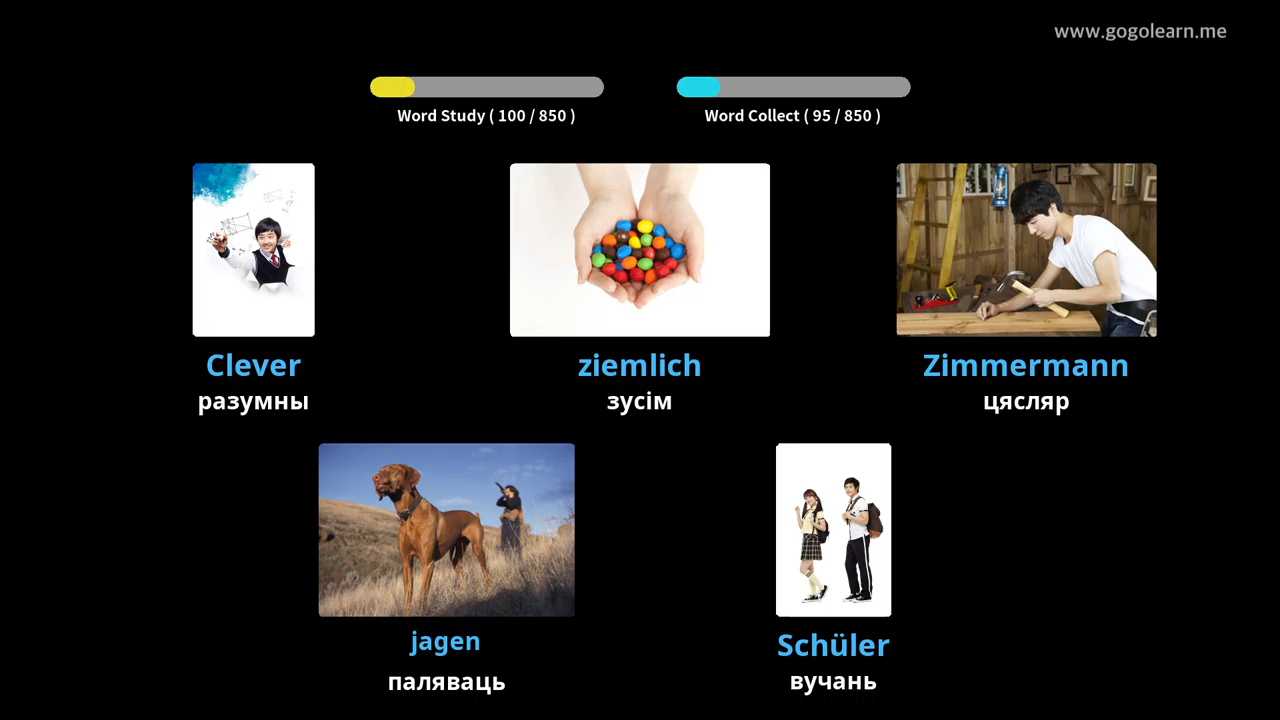 www.gogolearn.me
Word Study ( 100 / 850 )
Word Collect ( 95 / 850 )
Clever
разумны
ziemlich
зусім
Zimmermann
цясляр
jagen
паляваць
Schüler
вучань